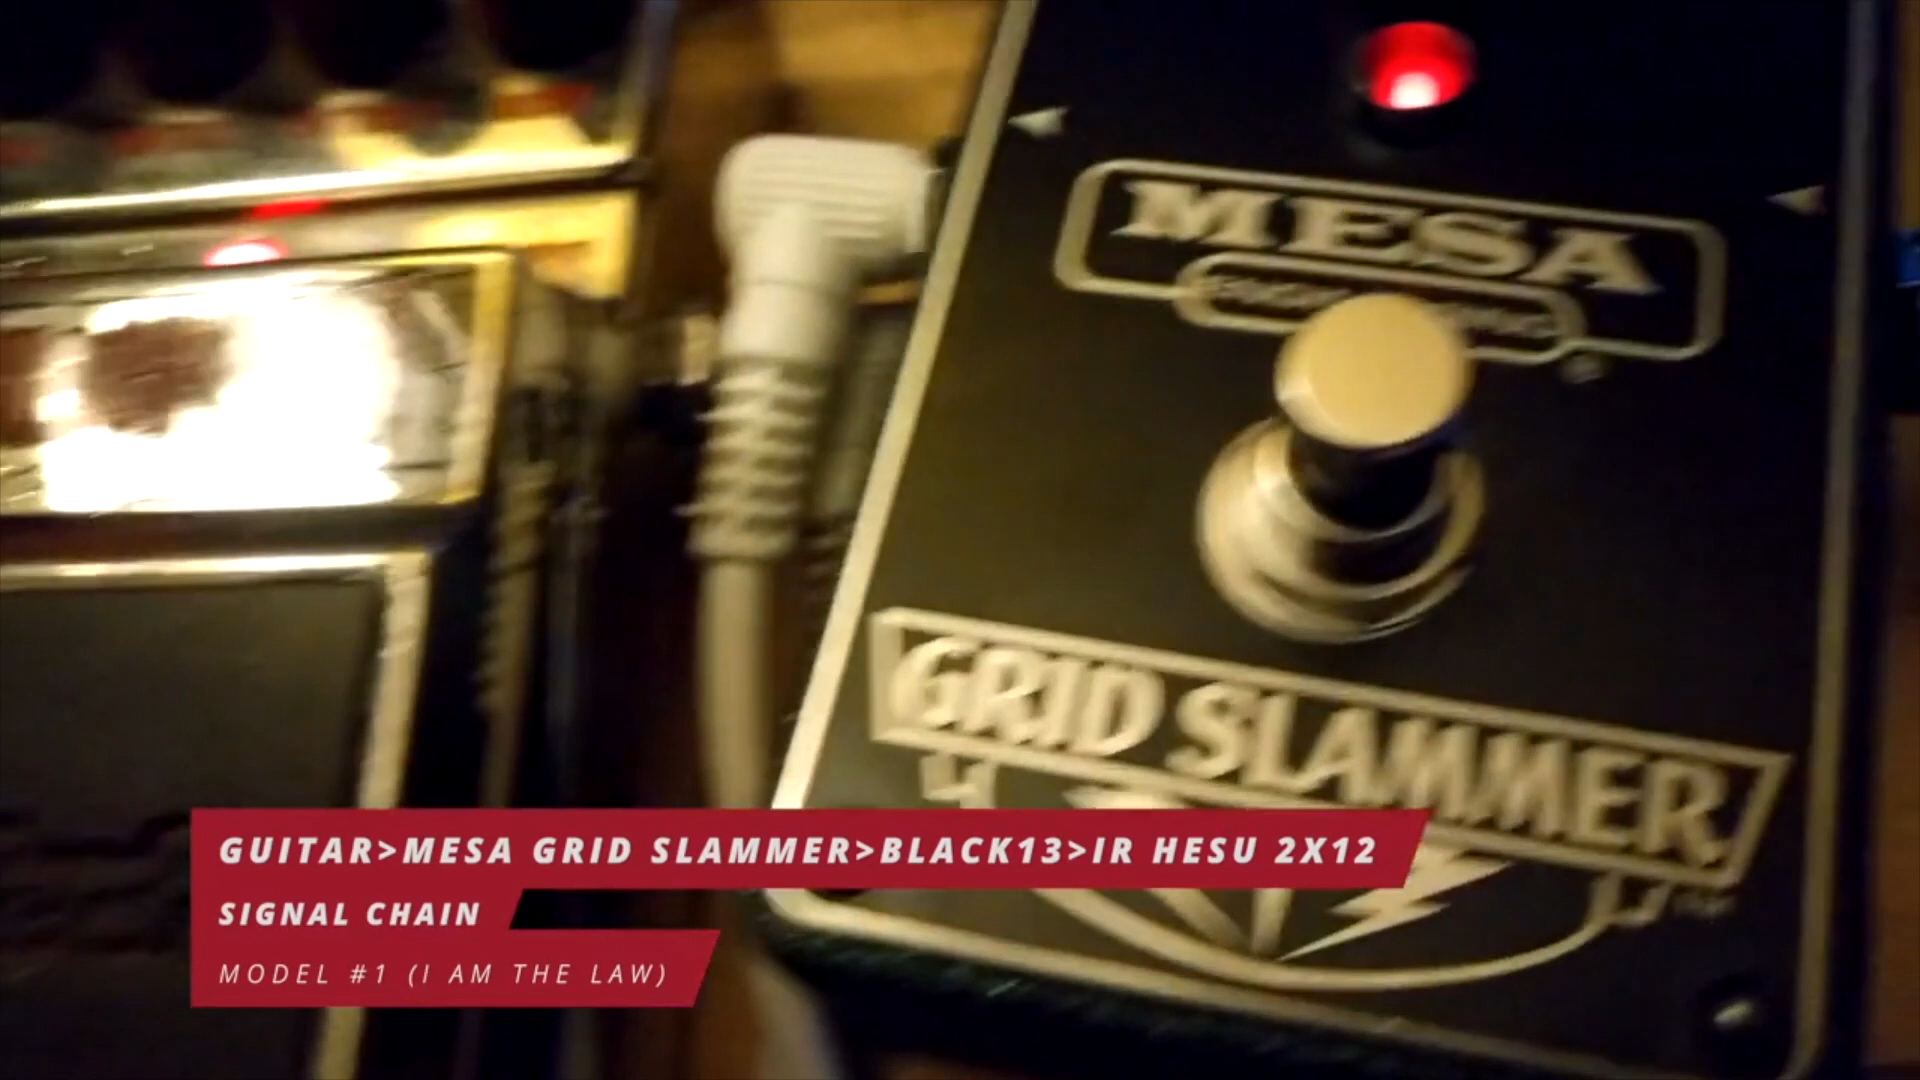 MESA
GRID SLAMMER
GUITAR>MESA GRID SLAMMER>BLACK13>IR HESU 2X12
SIGNAL CHAIN
MODEL #1 (I AM THE LAW)